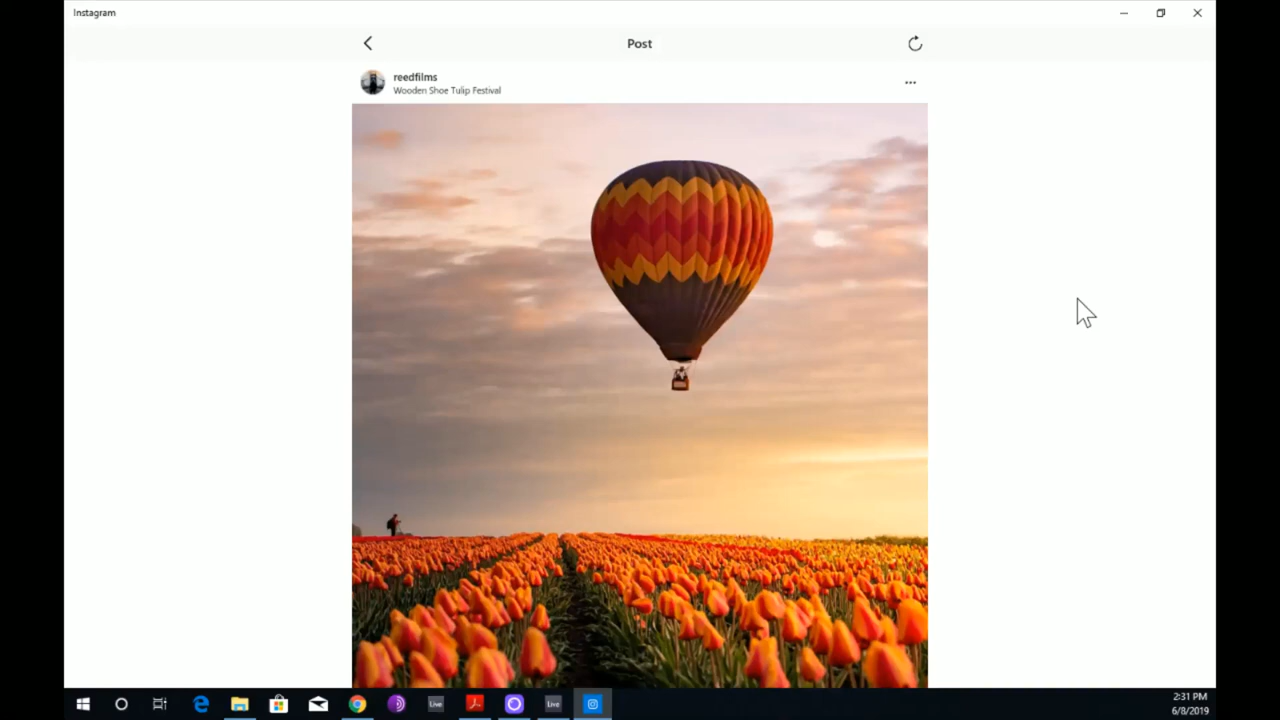 Instagram
Post
reedfilms
Wooden Shoe Tulip Festival
Live
Live
2:31 PM
6/8/2019